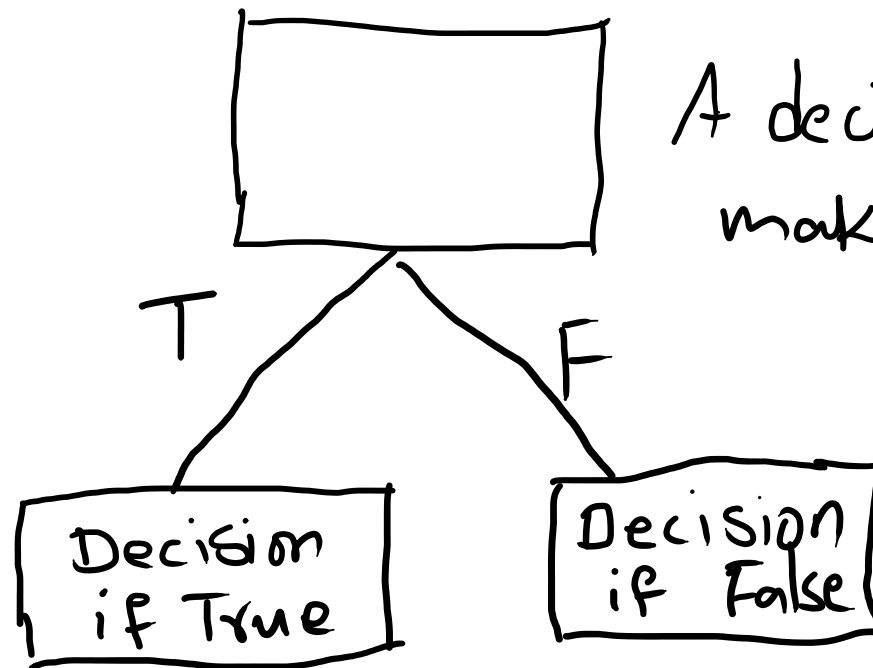 A deci
mak
T
F
Decision
if True
Decision
if False